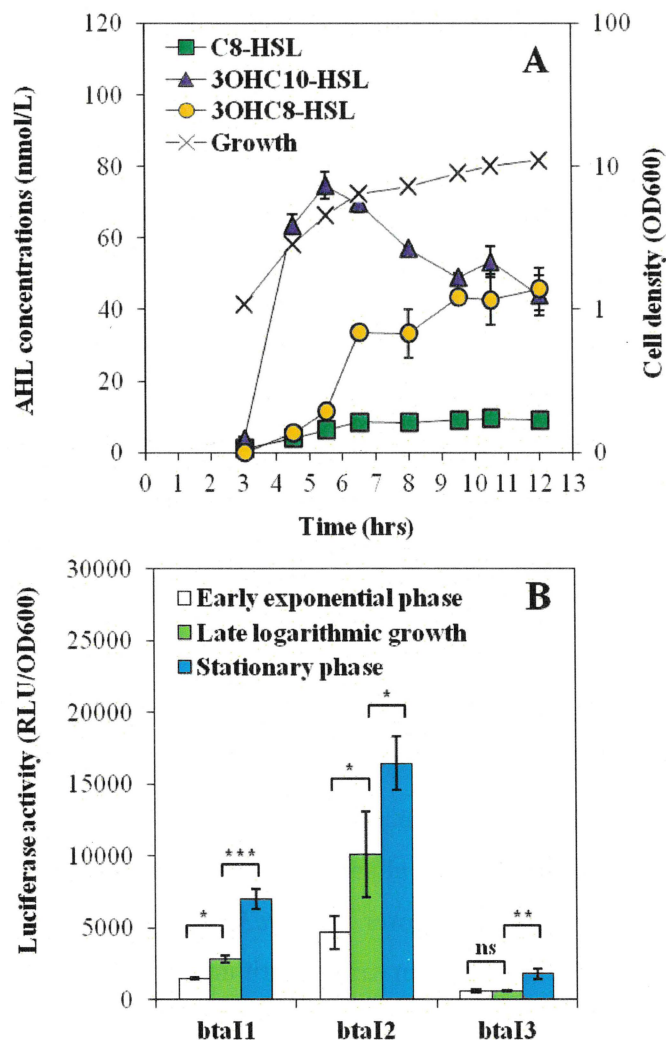 A
C8-HSL
3OHC10-HSL
3OHC8-HSL
Growth
120
100
80
60
40
20
0
100
10
1
0
AHL concentrations (nmol/L)
Cell density (OD600)
0 1 2 3 4 5 6 7 8 9 10 11 12 13
Time (hrs)
B
Early exponential phase
Late logarithmic growth
Stationary phase
30000
25000
20000
15000
10000
5000
0
Luciferase activity (RLU/OD600)
* ***
* *
ns **
btaI1 btaI2 btaI3